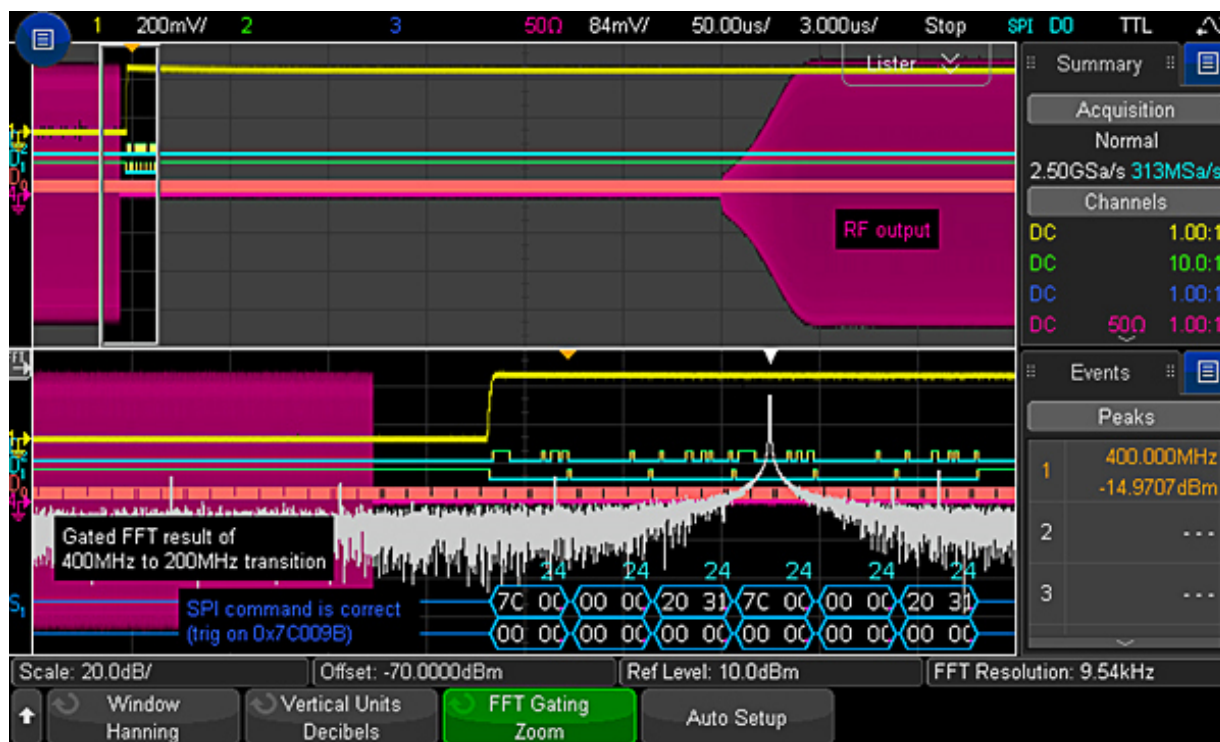 1 200mV/ 2 3 50Ω 84mV/ 50.00us/ 3.000us/ Stop SPI D0 TTL
Lister
Summary
Acquisition
Normal
2.50GSa/s 313MSa/s
Channels
DC 1.00:1
DC 10.0:1
DC 1.00:1
DC 50Ω 1.00:1
RF output
Events
Peaks
1 400.000MHz
-14.9707dBm
2 ---
3 ---
Gated FFT result of
400MHz to 200MHz transition
24 24 24 24 24 24
S1
SPI command is correct
(trig on 0x7C009B)
7C 00 00 00 20 31 7C 00 00 00 20 31
00 00 00 00 00 00 00 00 00 00 00 00
Scale: 20.0dB/ Offset: -70.0000dBm Ref Level: 10.0dBm FFT Resolution: 9.54kHz
Window
Hanning
Vertical Units
Decibels
FFT Gating
Zoom
Auto Setup